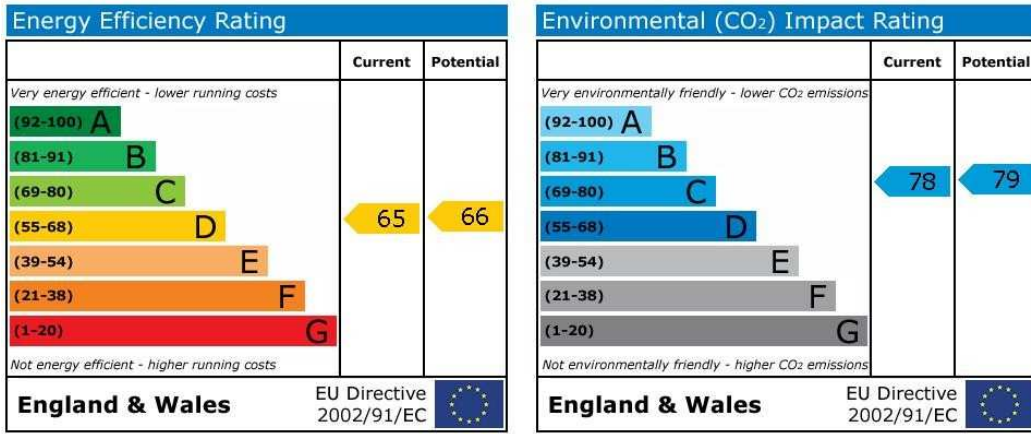 Energy Efficiency Rating
Current Potential
Very energy efficient - lower running costs
(92-100) A
(81-91) B
(69-80) C
(55-68) D
65 66
(39-54) E
(21-38) F
(1-20) G
Not energy efficient - higher running costs
England & Wales
EU Directive
2002/91/EC
Environmental (CO₂) Impact Rating
Current Potential
Very environmentally friendly - lower CO₂ emissions
(92-100) A
(81-91) B
78 79
(69-80) C
(55-68) D
(39-54) E
(21-38) F
(1-20) G
Not environmentally friendly - higher CO₂ emissions
England & Wales
EU Directive
2002/91/EC